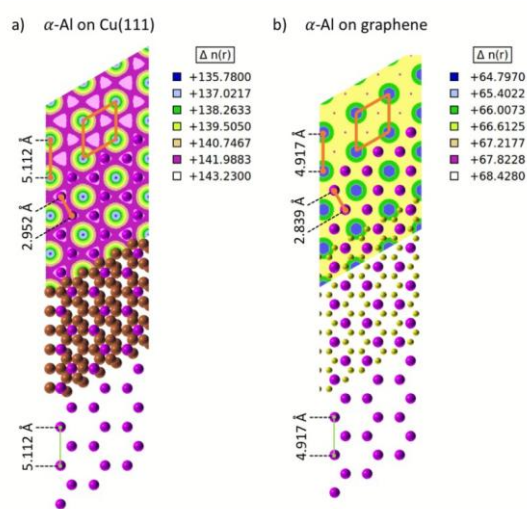 a) α-Al on Cu(111)
Δ n(r)
+135.7800
+137.0217
+138.2633
+139.5050
+140.7467
+141.9883
+143.2300
5.112 Å
2.952 Å
5.112 Å
b) α-Al on graphene
Δ n(r)
+64.7970
+65.4022
+66.0073
+66.6125
+67.2177
+67.8228
+68.4280
4.917 Å
2.839 Å
4.917 Å